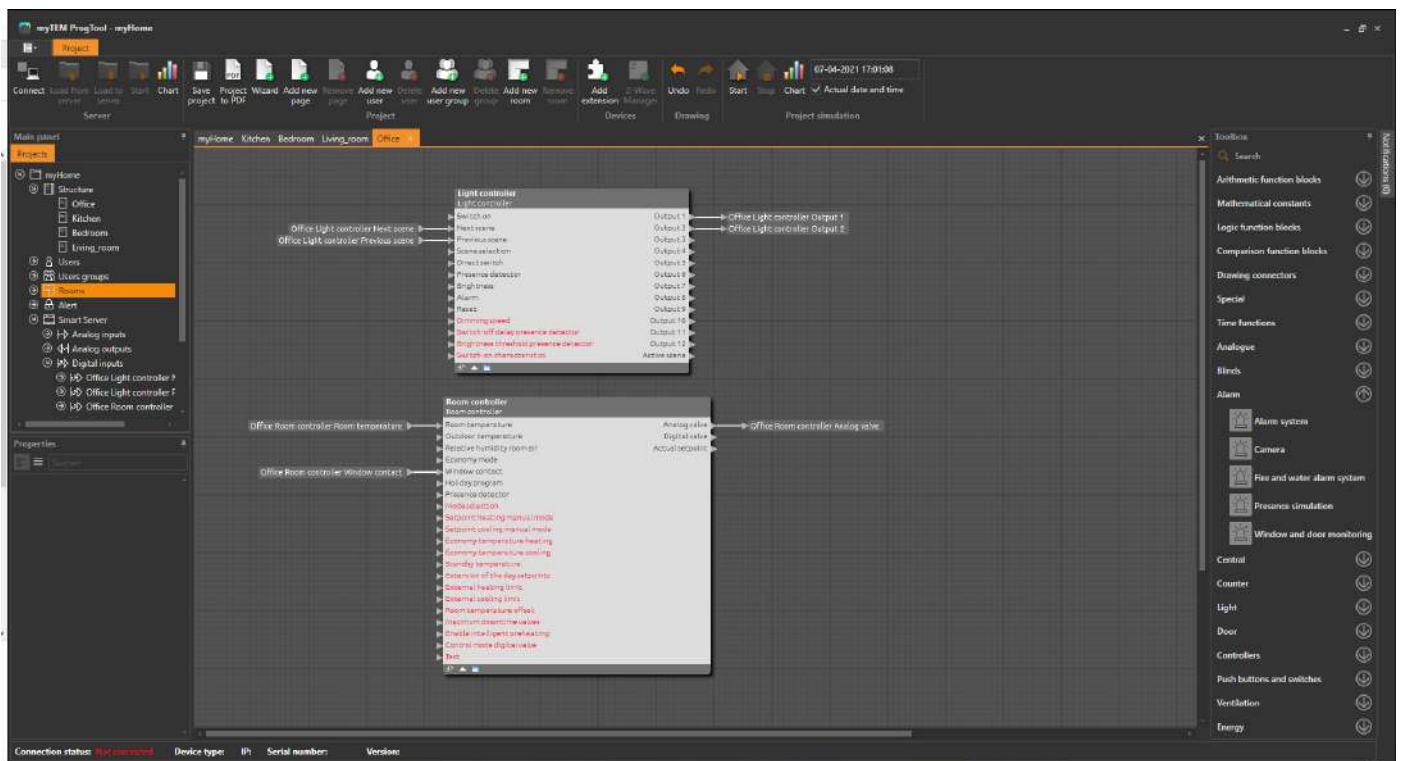 myTEM ProgTool - myHome
Project
Connect Load from server Load to server Start Chart
Server
Save project Project to PDF Wizard Add new page Remove page Add new user Delete user Add new user group Delete group Add new room Remove room
Project
Add extension Z-Wave Manager
Devices
Undo Redo
Drawing
Start Stop Chart 07-04-2021 17:01:08 Actual date and time
Project simulation
Main panel
Projects
myHome
Structure
Office
Kitchen
Bedroom
Living_room
Users
Users groups
Rooms
Alert
Smart Server
Analog inputs
Analog outputs
Digital inputs
Office Light controller
Office Light controller
Office Room controller
Properties
myHome Kitchen Bedroom Living_room Office
Light controller
Light controller
Switch on Output 1
Office Light controller Output 1
Office Light controller Next scene
Next scene Output 2
Office Light controller Output 2
Office Light controller Previous scene
Previous scene Output 3
Scene selection Output 4
Direct switch Output 5
Presence detector Output 6
Brightness Output 7
Alarm Output 8
Reset Output 9
Dimming speed Output 10
Switch-off delay presence detector Output 11
Brightness threshold presence detector Output 12
Switch-on characteristics Active scene
Room controller
Room controller
Office Room controller Room temperature
Room temperature Analog valve
Office Room controller Analog valve
Outdoor temperature Digital valve
Relative humidity room air Actual setpoint
Economy mode
Office Room controller Window contact
Window contact
Holiday program
Presence detector
Mode selection
Setpoint heating manual mode
Setpoint cooling manual mode
Economy temperature heating
Economy temperature cooling
Standby temperature
Extension of the day setpoints
External heating limit
External cooling limit
Room temperature offset
Maximum downtime valves
Enable intelligent preheating
Control mode digital valve
Test
Toolbox
Search
Arithmetic function blocks
Mathematical constants
Logic function blocks
Comparison function blocks
Drawing connectors
Special
Time functions
Analogue
Blinds
Alarm
Alarm system
Camera
Fire and water alarm system
Presence simulation
Window and door monitoring
Central
Counter
Light
Door
Controllers
Push buttons and switches
Ventilation
Energy
Notifications (0)
Connection status: Not connected Device type: IP: Serial number: Version: